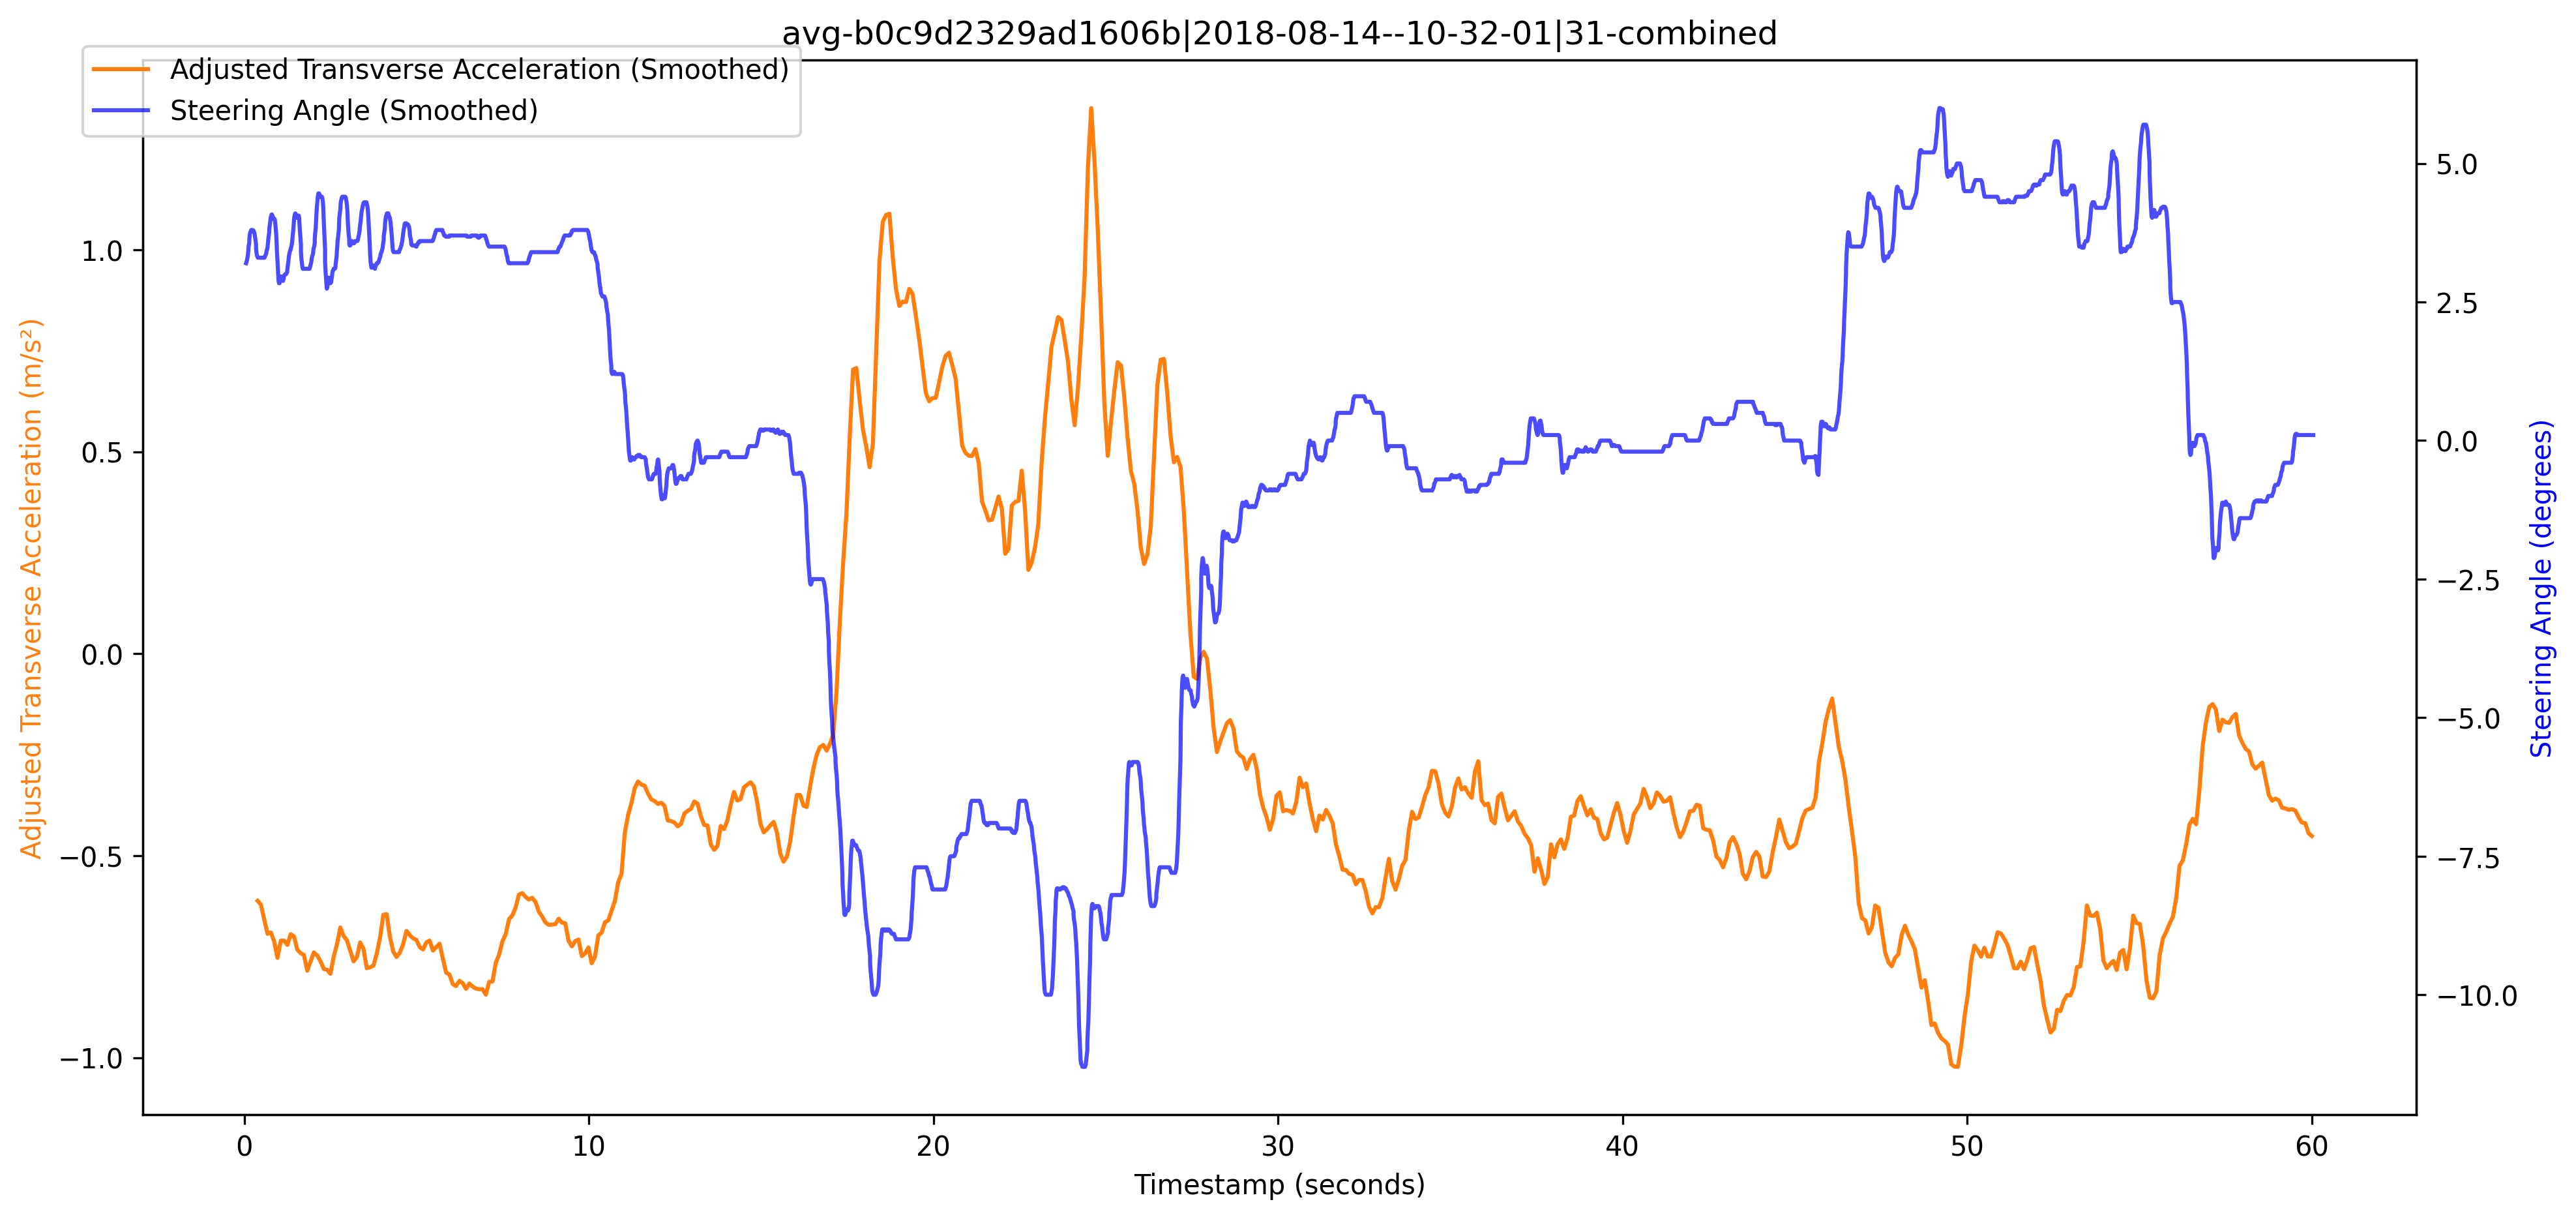 avg-b0c9d2329ad1606b|2018-08-14--10-32-01|31-combined
Adjusted Transverse Acceleration (Smoothed)
Steering Angle (Smoothed)
Adjusted Transverse Acceleration (m/s²)
1.0
0.5
0.0
−0.5
−1.0
5.0
2.5
0.0
−2.5
−5.0
−7.5
−10.0
Steering Angle (degrees)
0 10 20 30 40 50 60
Timestamp (seconds)